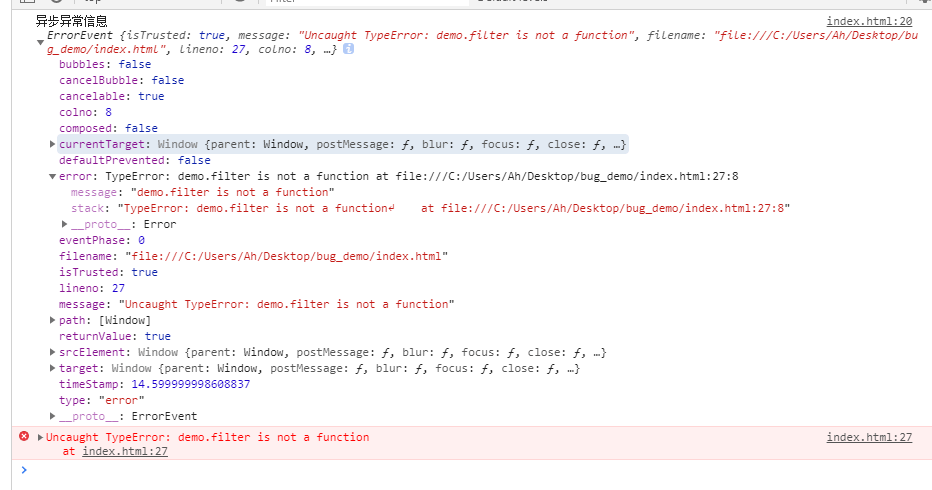 top
Filter
Default levels
异步异常信息 index.html:20
ErrorEvent {isTrusted: true, message: "Uncaught TypeError: demo.filter is not a function", filename: "file:///C:/Users/Ah/Desktop/bu
g_demo/index.html", lineno: 27, colno: 8, …}
bubbles: false
cancelBubble: false
cancelable: true
colno: 8
composed: false
currentTarget: Window {parent: Window, postMessage: ƒ, blur: ƒ, focus: ƒ, close: ƒ, …}
defaultPrevented: false
error: TypeError: demo.filter is not a function at file:///C:/Users/Ah/Desktop/bug_demo/index.html:27:8
message: "demo.filter is not a function"
stack: "TypeError: demo.filter is not a function↵    at file:///C:/Users/Ah/Desktop/bug_demo/index.html:27:8"
__proto__: Error
eventPhase: 0
filename: "file:///C:/Users/Ah/Desktop/bug_demo/index.html"
isTrusted: true
lineno: 27
message: "Uncaught TypeError: demo.filter is not a function"
path: [Window]
returnValue: true
srcElement: Window {parent: Window, postMessage: ƒ, blur: ƒ, focus: ƒ, close: ƒ, …}
target: Window {parent: Window, postMessage: ƒ, blur: ƒ, focus: ƒ, close: ƒ, …}
timeStamp: 14.599999998608837
type: "error"
__proto__: ErrorEvent
Uncaught TypeError: demo.filter is not a function index.html:27
at index.html:27